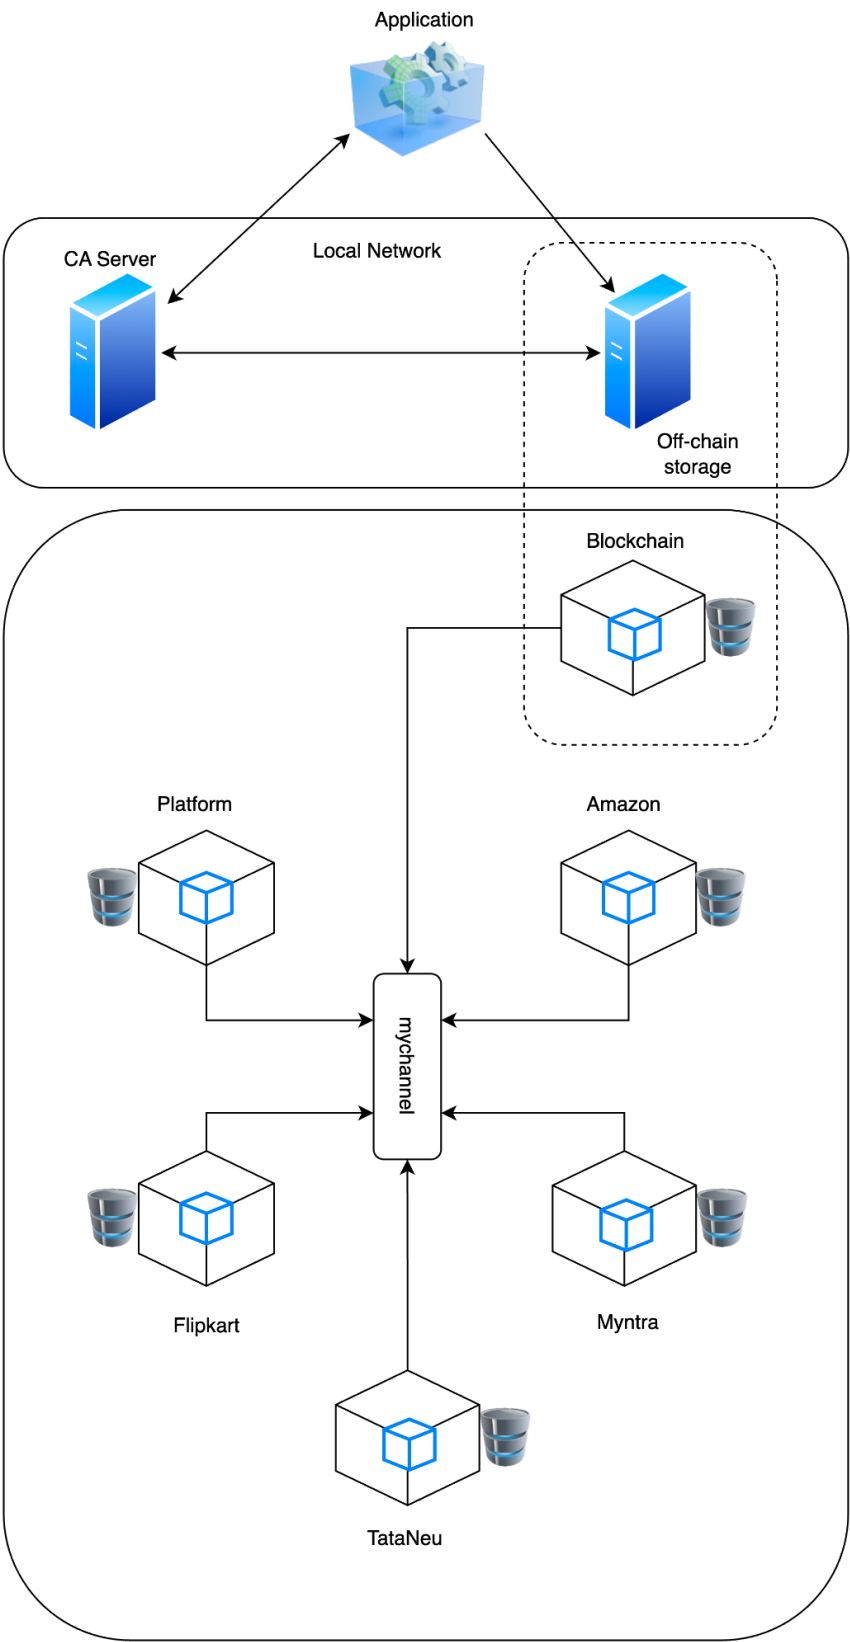 Application
Local Network
CA Server
Off-chain
storage
Blockchain
Platform
Amazon
mychannel
Flipkart
Myntra
TataNeu